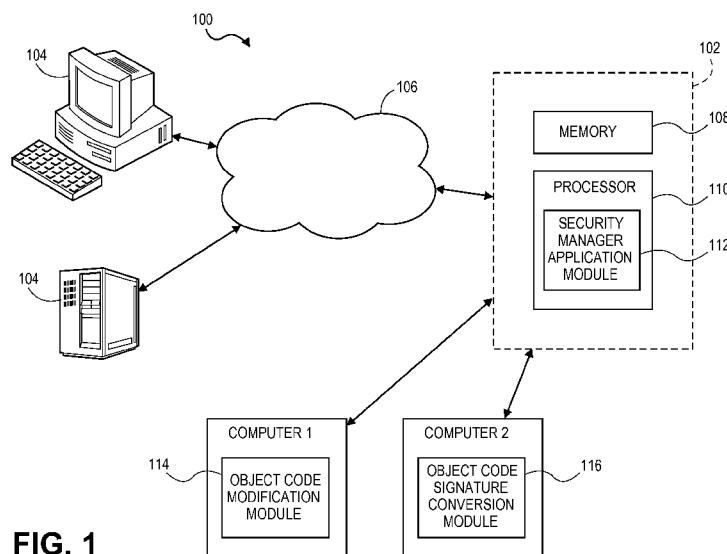 100
104
106
102
MEMORY
108
PROCESSOR
110
SECURITY
MANAGER
APPLICATION
MODULE
112
104
COMPUTER 1
114
OBJECT CODE
MODIFICATION
MODULE
COMPUTER 2
OBJECT CODE
SIGNATURE
CONVERSION
MODULE
116
FIG. 1